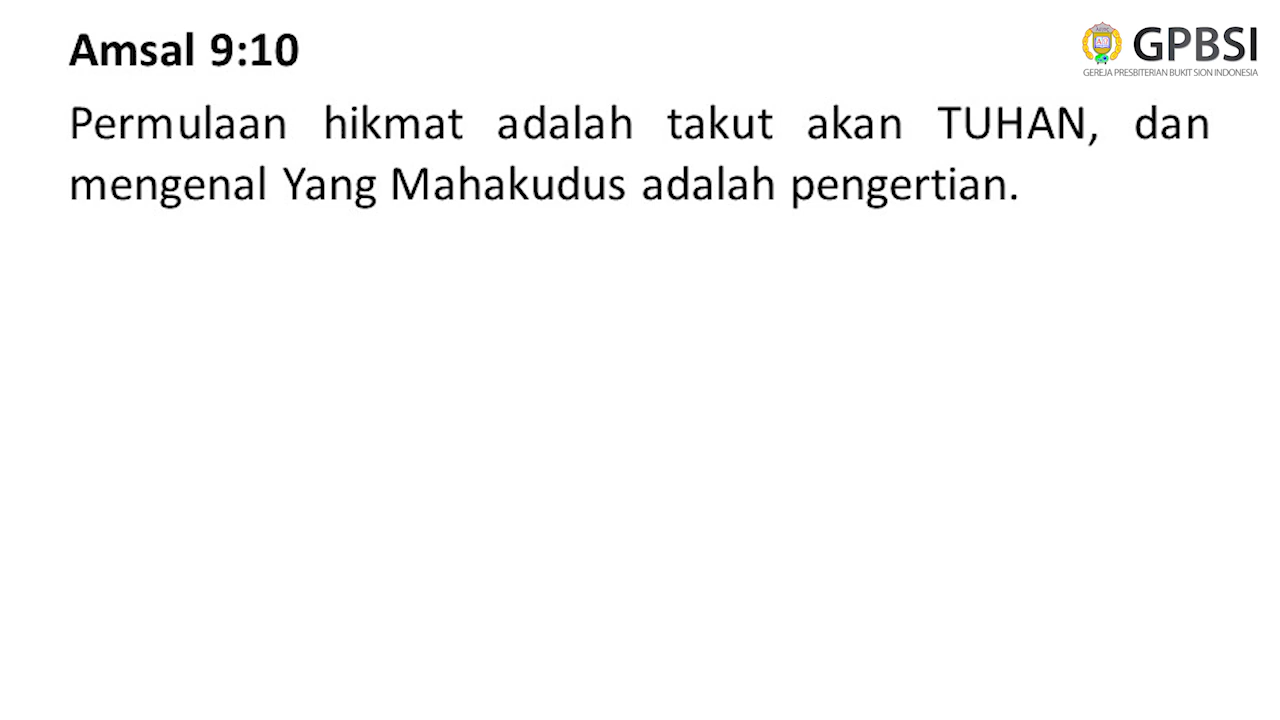 Amsal 9:10
GPBSI
GEREJA PRESBITERIAN BUKIT SION INDONESIA
Permulaan hikmat adalah takut akan TUHAN, dan
mengenal Yang Mahakudus adalah pengertian.